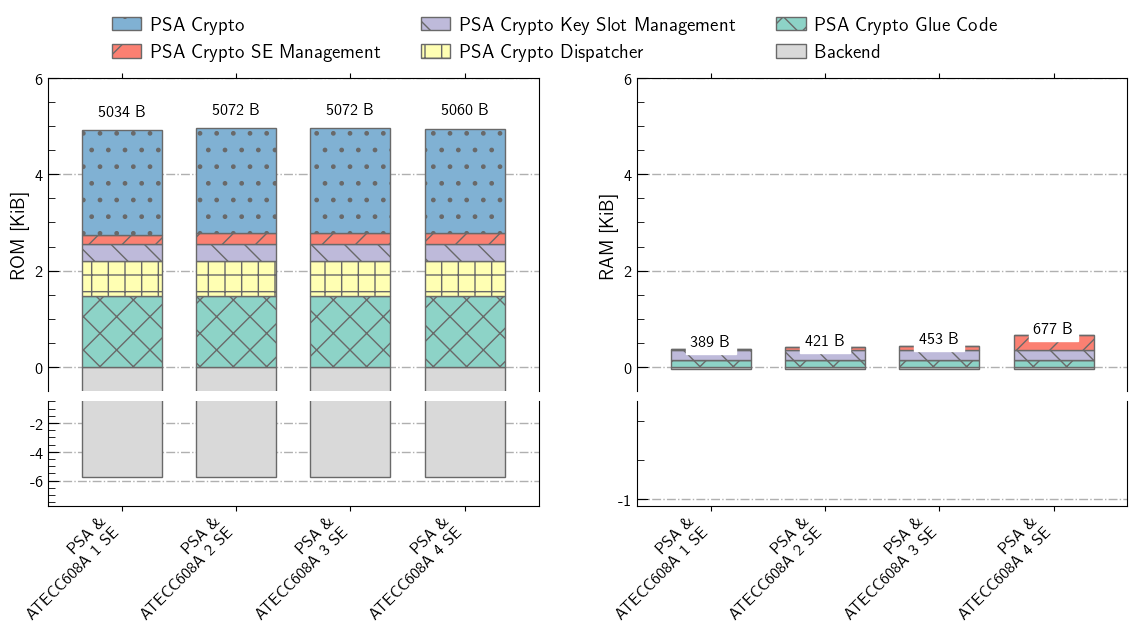 PSA Crypto
PSA Crypto SE Management
PSA Crypto Key Slot Management
PSA Crypto Dispatcher
PSA Crypto Glue Code
Backend
ROM [KiB]
6
4
2
0
-2
-4
-6
5034 B
5072 B
5072 B
5060 B
PSA &
ATECC608A 1 SE
PSA &
ATECC608A 2 SE
PSA &
ATECC608A 3 SE
PSA &
ATECC608A 4 SE
RAM [KiB]
6
4
2
0
-1
389 B
421 B
453 B
677 B
PSA &
ATECC608A 1 SE
PSA &
ATECC608A 2 SE
PSA &
ATECC608A 3 SE
PSA &
ATECC608A 4 SE